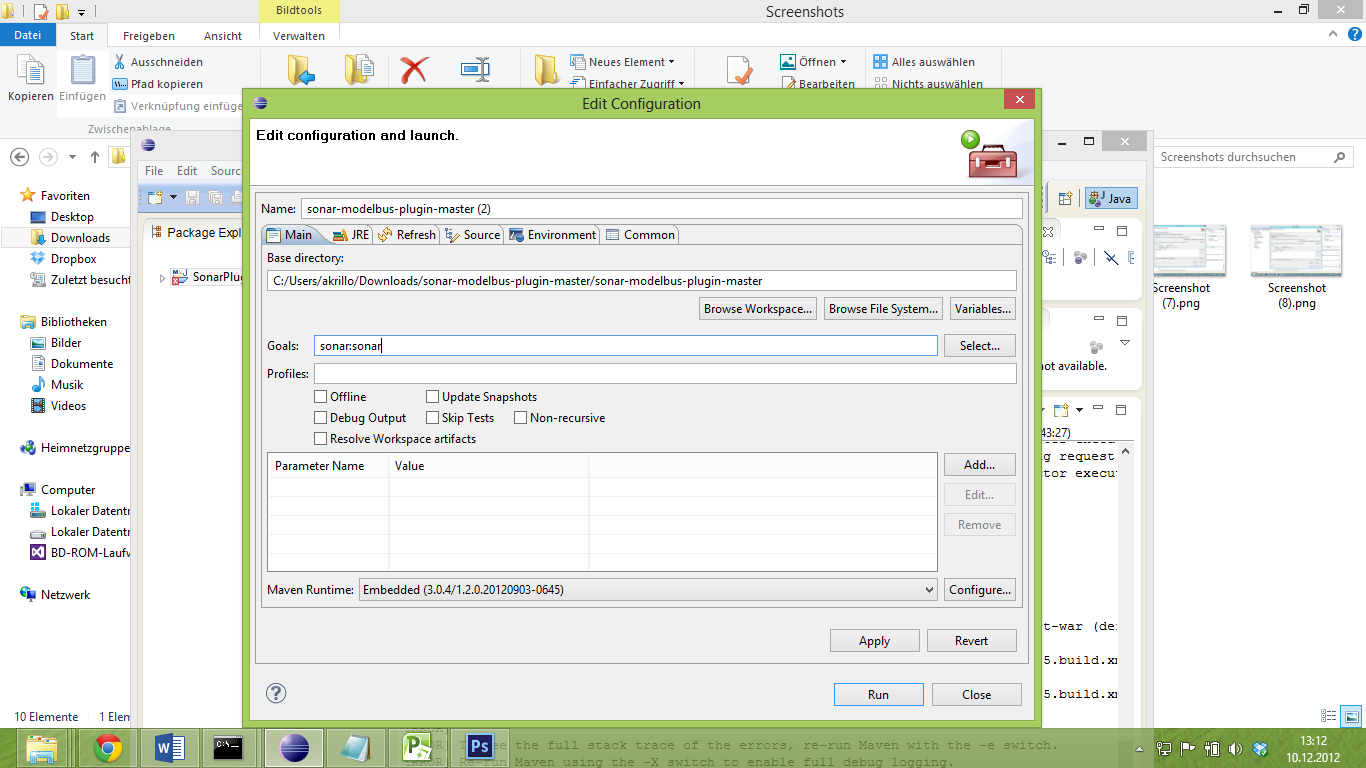 Bildtools
Screenshots
Datei
Start
Freigeben
Ansicht
Verwalten
Kopieren
Einfügen
Ausschneiden
Pfad kopieren
Verknüpfung einfüge
Zwischenablage
Neues Element
Einfacher Zugriff
Öffnen
Bearbeiten
Alles auswählen
Nichts auswählen
Screenshots durchsuchen
Favoriten
Desktop
Downloads
Dropbox
Zuletzt besucht
Bibliotheken
Bilder
Dokumente
Musik
Videos
Heimnetzgruppe
Computer
Lokaler Datentr
Lokaler Datentr
BD-ROM-Laufw
Netzwerk
10 Elemente
1 Elem
File
Edit
Sourc
Package Expl
SonarPlug
Edit Configuration
Edit configuration and launch.
Name:
sonar-modelbus-plugin-master (2)
Main
JRE
Refresh
Source
Environment
Common
Base directory:
C:/Users/akrillo/Downloads/sonar-modelbus-plugin-master/sonar-modelbus-plugin-master
Browse Workspace...
Browse File System...
Variables...
Goals:
sonar:sonar
Select...
Profiles:
Offline
Update Snapshots
Debug Output
Skip Tests
Non-recursive
Resolve Workspace artifacts
Parameter Name
Value
Add...
Edit...
Remove
Maven Runtime:
Embedded (3.0.4/1.2.0.20120903-0645)
Configure...
Apply
Revert
Run
Close
Java
not available.
43:27)
g request
tor execut
t-war (de
5.build.xm
5.build.xm
Screenshot
(7).png
Screenshot
(8).png
the full stack trace of the errors, re-run Maven with the -e switch.
Maven using the -X switch to enable full debug logging.
13:12
10.12.2012